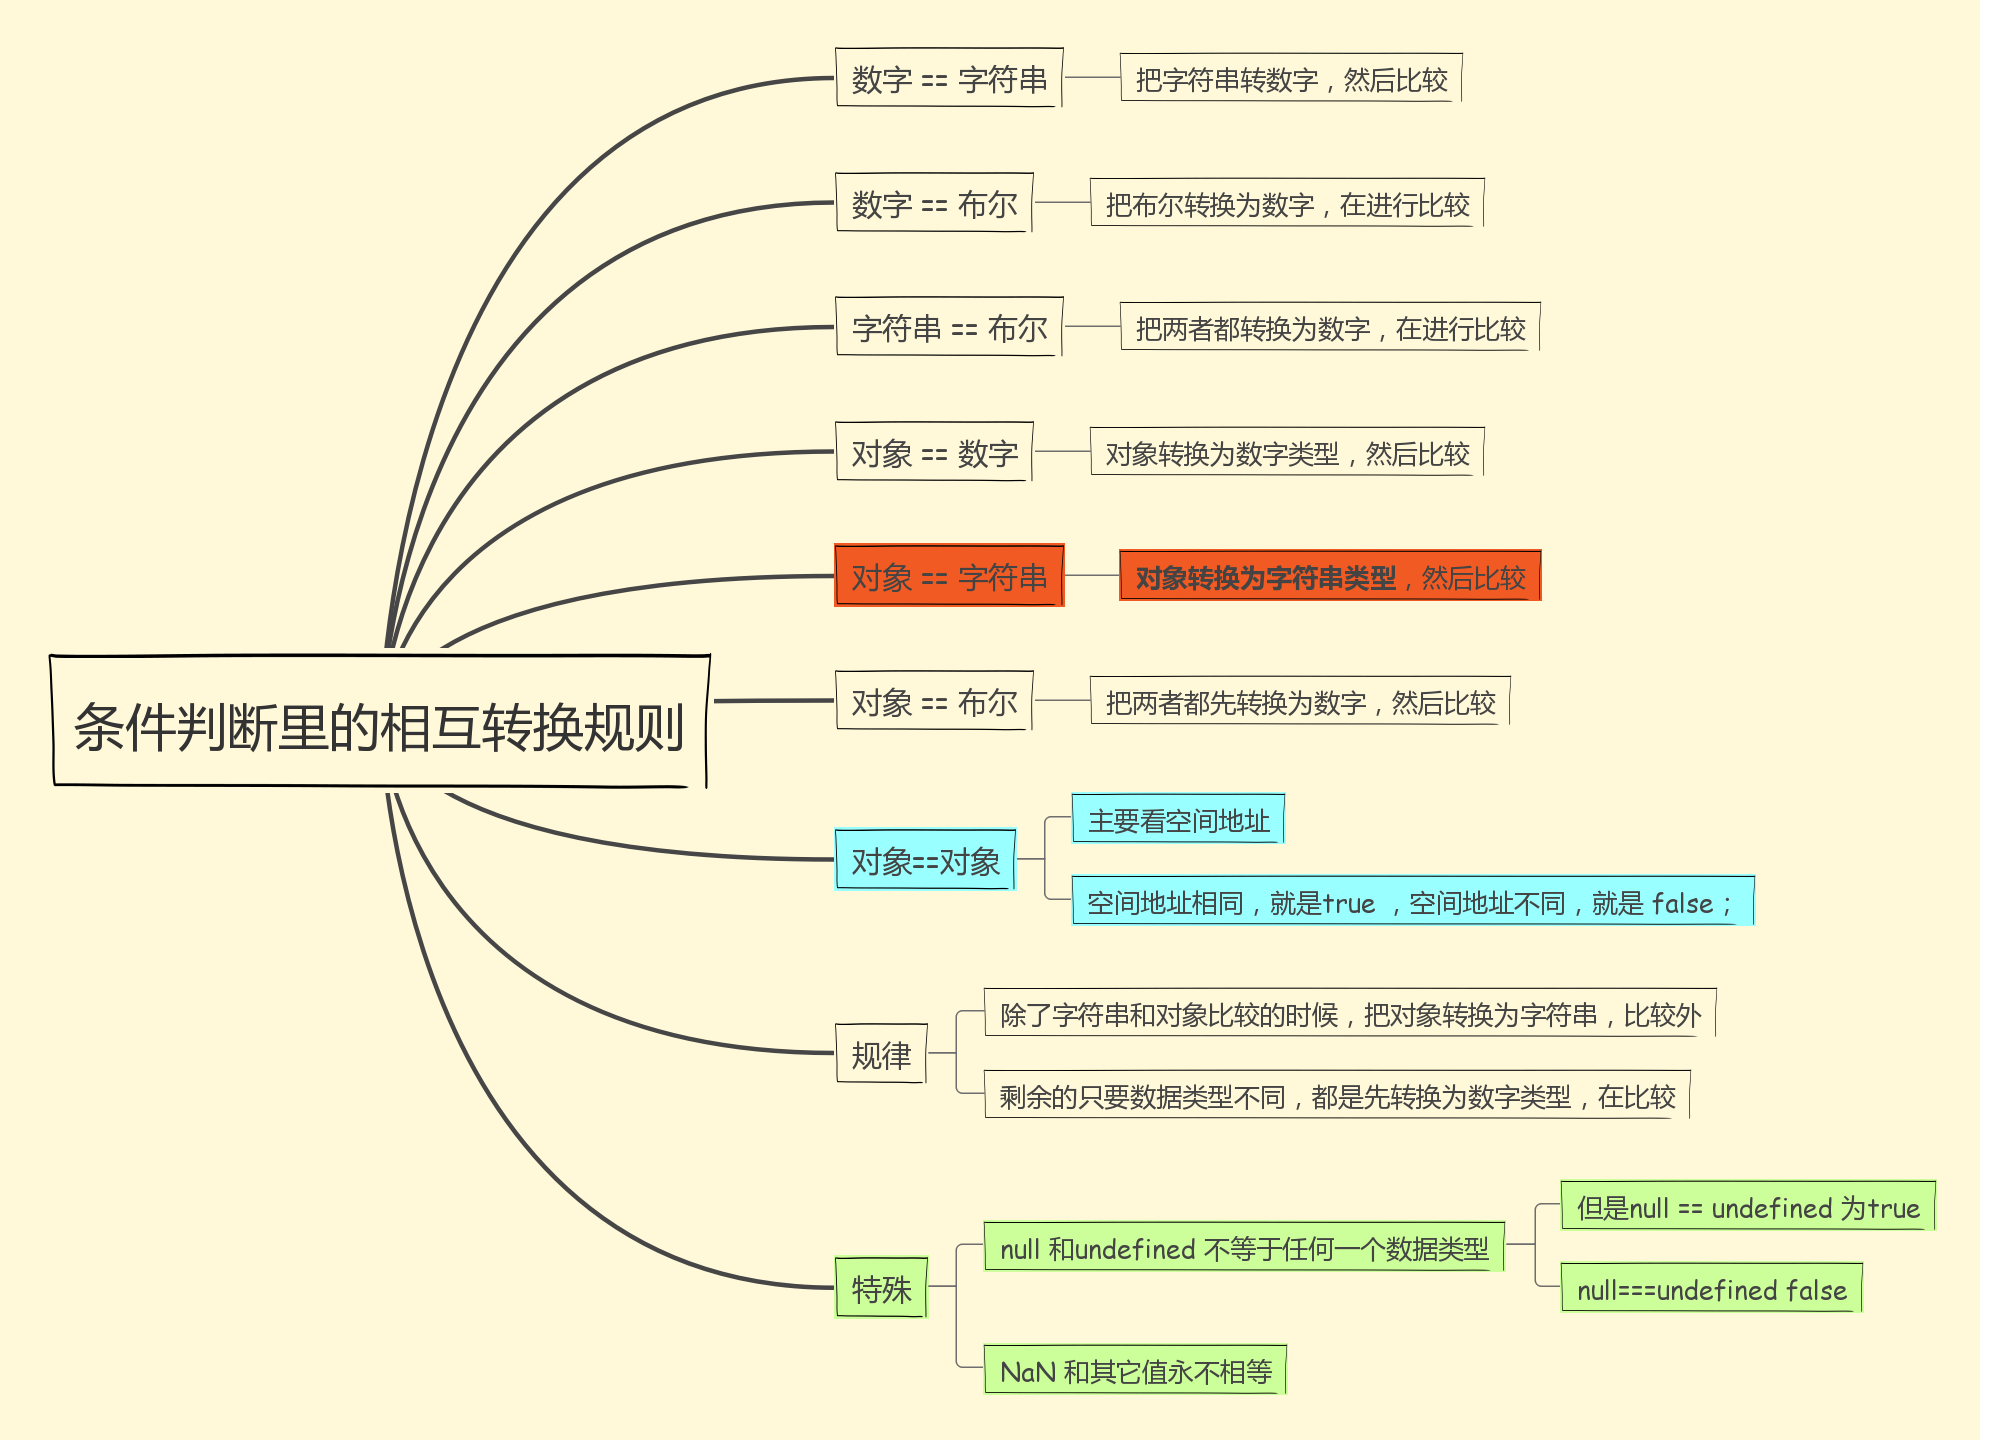 数字 == 字符串
把字符串转数字，然后比较
数字 == 布尔
把布尔转换为数字，在进行比较
字符串 == 布尔
把两者都转换为数字，在进行比较
对象 == 数字
对象转换为数字类型，然后比较
对象 == 字符串
对象转换为字符串类型，然后比较
条件判断里的相互转换规则
对象 == 布尔
把两者都先转换为数字，然后比较
对象==对象
主要看空间地址
空间地址相同，就是true ，空间地址不同，就是 false；
规律
除了字符串和对象比较的时候，把对象转换为字符串，比较外
剩余的只要数据类型不同，都是先转换为数字类型，在比较
特殊
null 和undefined 不等于任何一个数据类型
但是null == undefined 为true
null===undefined false
NaN 和其它值永不相等